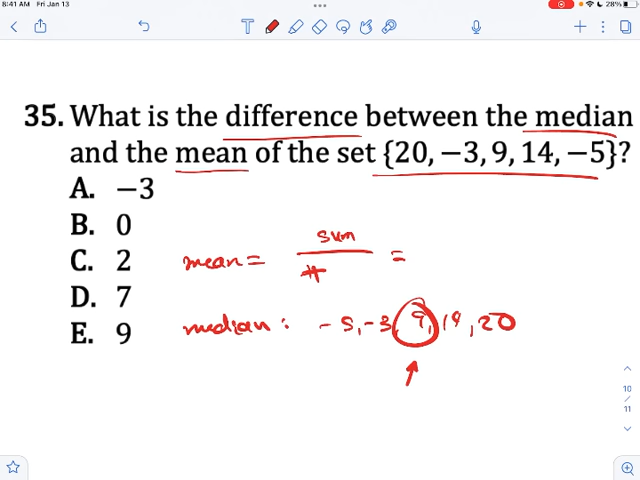 8:41 AM Fri Jan 13
28%
35. What is the difference between the median
and the mean of the set {20, −3, 9, 14, −5}?
A. −3
B. 0
C. 2
D. 7
E. 9
mean = sum
# =
median : -5, -3, 9, 14, 20
10
/
11